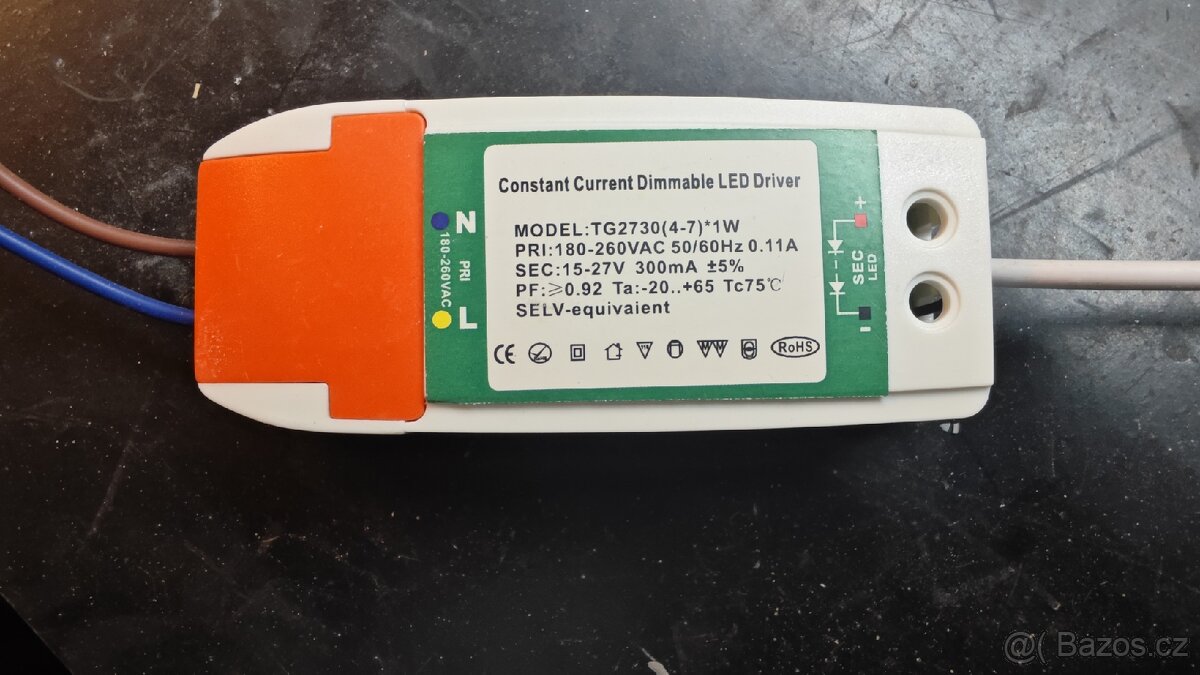 Constant Current Dimmable LED Driver
MODEL:TG2730(4-7)*1W
PRI:180-260VAC 50/60Hz 0.11A
SEC:15-27V 300mA ±5%
PF:≥0.92 Ta:-20..+65 Tc75℃
SELV-equivaient
CE
RoHS
N
PRI
180-260VAC
L
+
SEC
LED
-
@( Bazos.cz